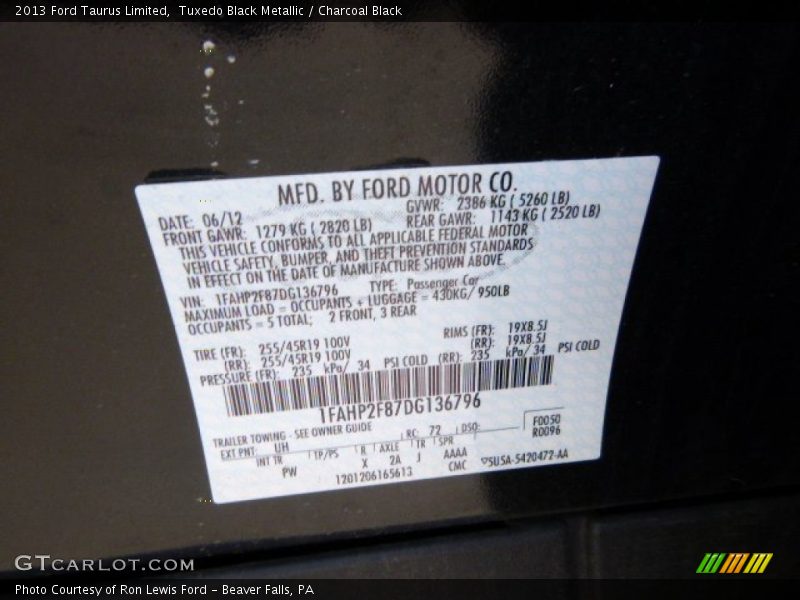 2013 Ford Taurus Limited, Tuxedo Black Metallic / Charcoal Black
MFD. BY FORD MOTOR CO.
DATE: 06/12 GVWR: 2386 KG ( 5260 LB)
FRONT GAWR: 1279 KG ( 2820 LB) REAR GAWR: 1143 KG ( 2520 LB)
THIS VEHICLE CONFORMS TO ALL APPLICABLE FEDERAL MOTOR
VEHICLE SAFETY, BUMPER, AND THEFT PREVENTION STANDARDS
IN EFFECT ON THE DATE OF MANUFACTURE SHOWN ABOVE.
VIN: 1FAHP2F87DG136796 TYPE: Passenger Car
MAXIMUM LOAD = OCCUPANTS + LUGGAGE = 430KG/ 950LB
OCCUPANTS = 5 TOTAL; 2 FRONT, 3 REAR
TIRE (FR): 255/45R19 100V RIMS (FR): 19X8.5J
(RR): 255/45R19 100V (RR): 19X8.5J
PRESSURE (FR): 235 kPa/ 34 PSI COLD (RR): 235 kPa/ 34 PSI COLD
1FAHP2F87DG136796
TRAILER TOWING - SEE OWNER GUIDE F0050
EXT PNT: UH RC: 72 DSO: R0096
INT TR TP/PS R AXLE TR SPR
PW X 2A J AAAA
1201206165613 CMC ▽SUSA-5420472-AA
GTCARLOT.COM
Photo Courtesy of Ron Lewis Ford - Beaver Falls, PA